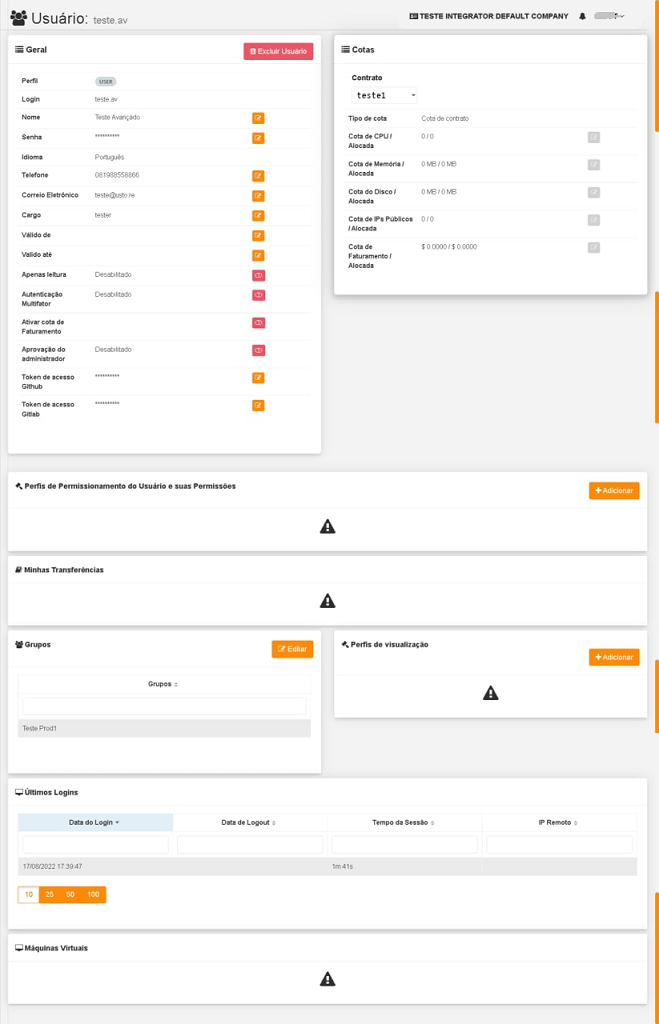 Usuário: teste.av
TESTE INTEGRATOR DEFAULT COMPANY
Geral
Excluir Usuário
Perfil USER
Login teste.av
Nome Teste Avançado
Senha **********
Idioma Português
Telefone 081988558866
Correio Eletrônico teste@usto.re
Cargo tester
Válido de
Valido até
Apenas leitura Desabilitado
Autenticação Multifator Desabilitado
Ativar cota de Faturamento
Aprovação do administrador Desabilitado
Token de acesso Github **********
Token de acesso Gitlab **********
Cotas
Contrato
teste1
Tipo de cota Cota de contrato
Cota de CPU / Alocada 0 / 0
Cota de Memória / Alocada 0 MB / 0 MB
Cota do Disco / Alocada 0 MB / 0 MB
Cota de IPs Públicos / Alocada 0 / 0
Cota de Faturamento / Alocada $ 0.0000 / $ 0.0000
Perfis de Permissionamento do Usuário e suas Permissões
Adicionar
Minhas Transferências
Grupos
Editar
Grupos
Teste Prod1
Perfis de visualização
Adicionar
Últimos Logins
Data do Login Data de Logout Tempo da Sessão IP Remoto
17/08/2022 17:39:47 1m 41s
10 25 50 100
Máquinas Virtuais